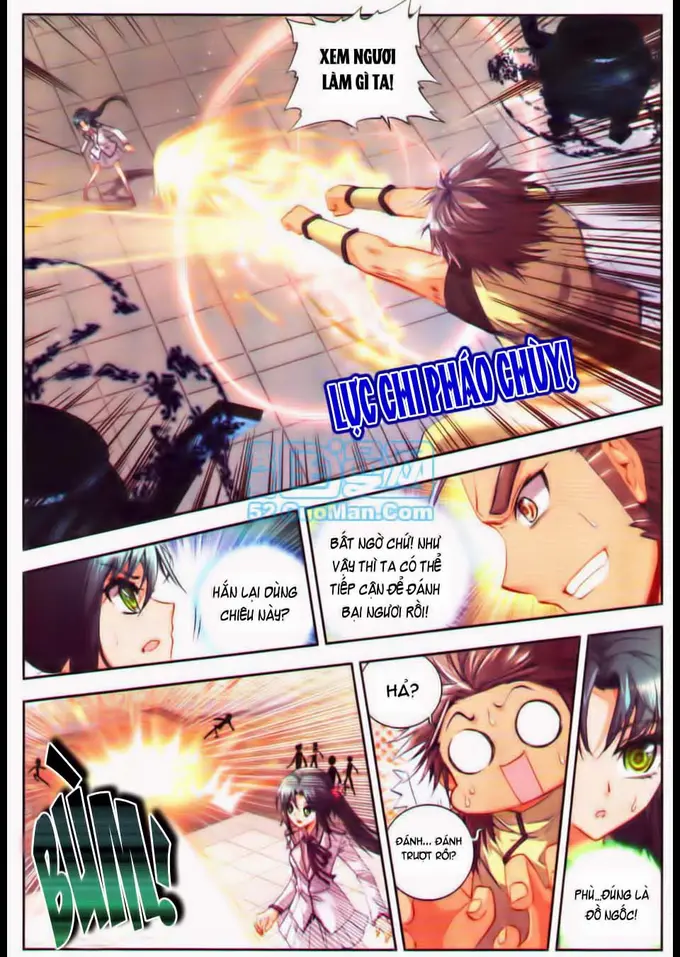 XEM NGƯƠI
LÀM GÌ TA!
LỰC CHI PHÁO CHÙY!
52GuoMan.Com
BẤT NGỜ CHỨ! NHƯ
VẬY THÌ TA CÓ THỂ
TIẾP CẬN ĐỂ ĐÁNH
BẠI NGƯƠI RỒI!
HẮN LẠI DÙNG
CHIÊU NÀY?
HẢ?
BÙM!
ĐÁNH... ĐÁNH
TRƯỢT RỒI?
PHÙ...ĐÚNG LÀ
ĐỒ NGỐC!